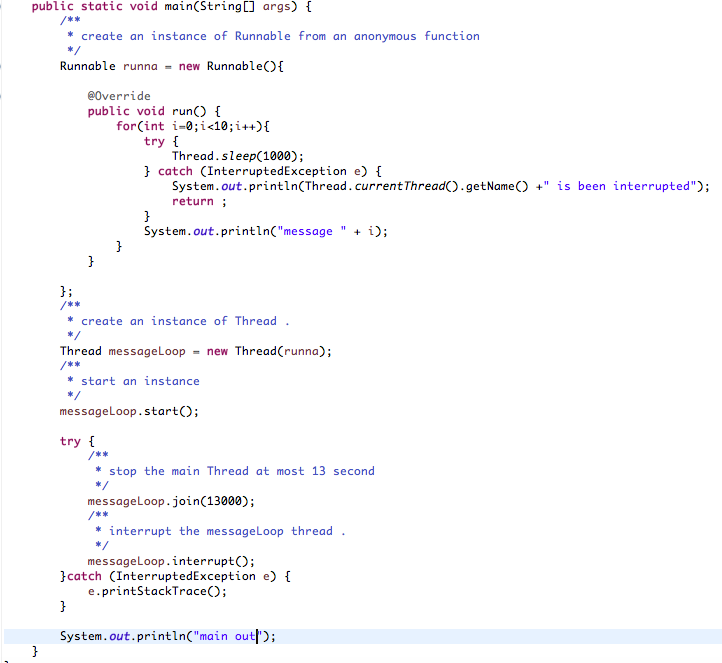 public static void main(String[] args) {
/**
* create an instance of Runnable from an anonymous function
*/
Runnable runna = new Runnable(){
@Override
public void run() {
for(int i=0;i<10;i++){
try {
Thread.sleep(1000);
} catch (InterruptedException e) {
System.out.println(Thread.currentThread().getName() +" is been interrupted");
return ;
}
System.out.println("message " + i);
}
}
};
/**
* create an instance of Thread .
*/
Thread messageLoop = new Thread(runna);
/**
* start an instance
*/
messageLoop.start();
try {
/**
* stop the main Thread at most 13 second
*/
messageLoop.join(13000);
/**
* interrupt the messageLoop thread .
*/
messageLoop.interrupt();
}catch (InterruptedException e) {
e.printStackTrace();
}
System.out.println("main out");
}